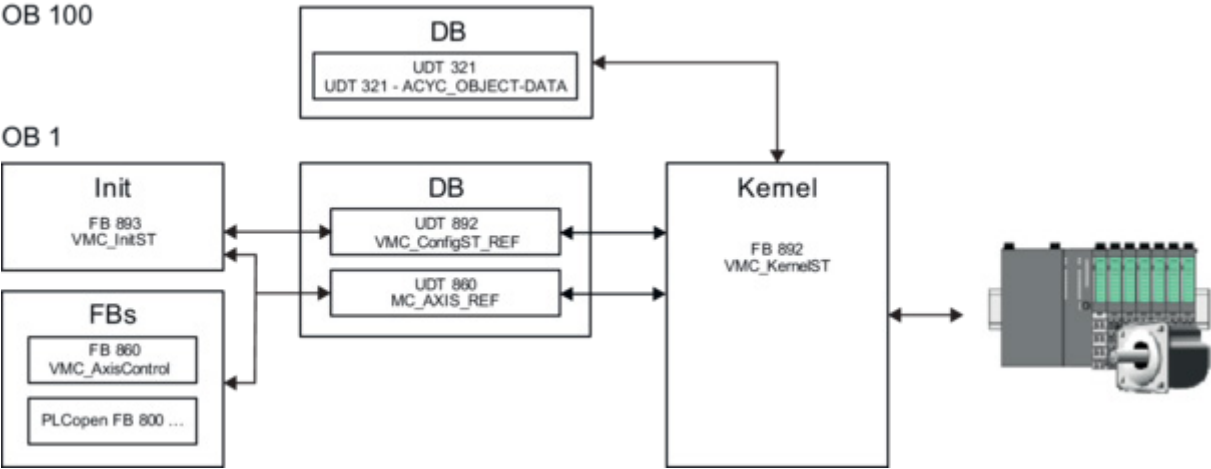 OB 100
DB
UDT 321
UDT 321 - ACYC_OBJECT-DATA
OB 1
Init
FB 893
VMC_InitST
DB
UDT 892
VMC_ConfigST_REF
UDT 860
MC_AXIS_REF
Kernel
FB 892
VMC_KernelST
FBs
FB 860
VMC_AxisControl
PLCopen FB 800 ...